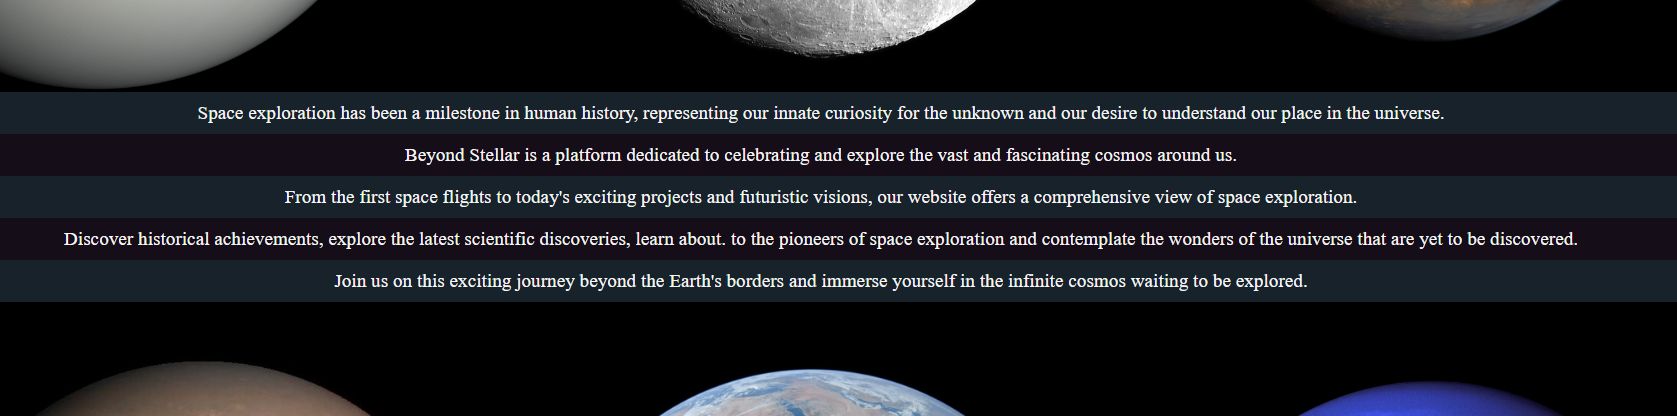 Space exploration has been a milestone in human history, representing our innate curiosity for the unknown and our desire to understand our place in the universe.
Beyond Stellar is a platform dedicated to celebrating and explore the vast and fascinating cosmos around us.
From the first space flights to today's exciting projects and futuristic visions, our website offers a comprehensive view of space exploration.
Discover historical achievements, explore the latest scientific discoveries, learn about. to the pioneers of space exploration and contemplate the wonders of the universe that are yet to be discovered.
Join us on this exciting journey beyond the Earth's borders and immerse yourself in the infinite cosmos waiting to be explored.